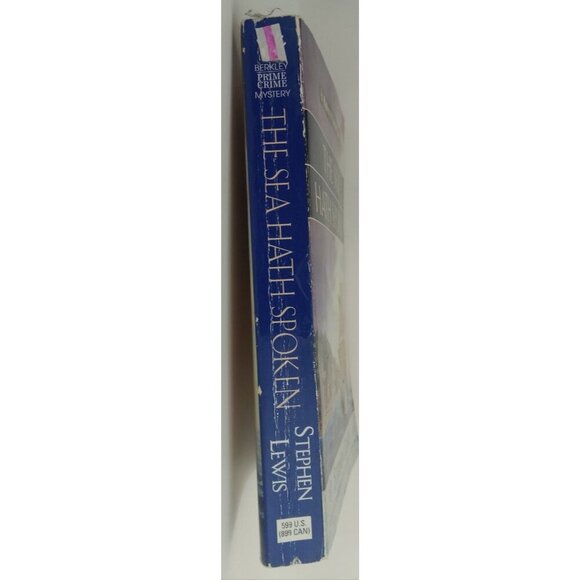 BERKLEY
PRIME
CRIME
MYSTERY
THE SEA HATH SPOKEN
STEPHEN
LEWIS
599 U.S.
(899 CAN)